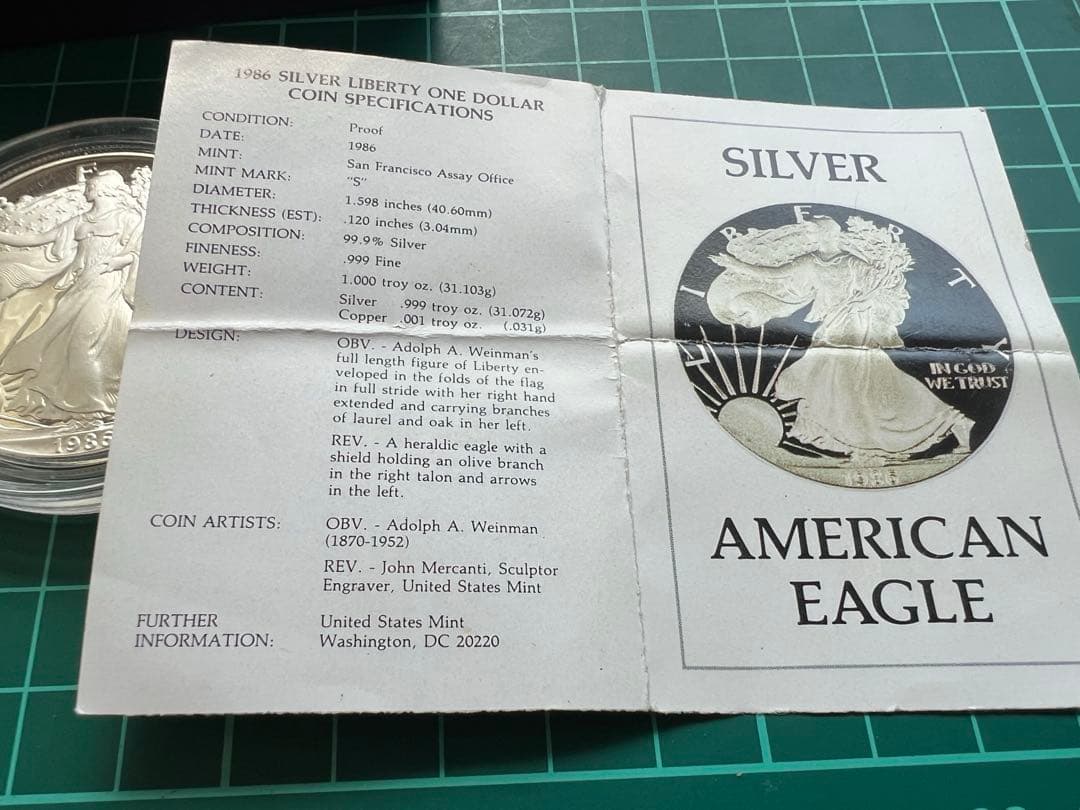 1986 SILVER LIBERTY ONE DOLLAR
COIN SPECIFICATIONS
CONDITION: Proof
DATE: 1986
MINT: San Francisco Assay Office
MINT MARK: "S"
DIAMETER: 1.598 inches (40.60mm)
THICKNESS (EST): .120 inches (3.04mm)
COMPOSITION: 99.9% Silver
FINENESS: .999 Fine
WEIGHT: 1.000 troy oz. (31.103g)
CONTENT: Silver .999 troy oz. (31.072g)
Copper .001 troy oz. (.031g)
DESIGN: OBV. - Adolph A. Weinman's
full length figure of Liberty en-
veloped in the folds of the flag
in full stride with her right hand
extended and carrying branches
of laurel and oak in her left.
REV. - A heraldic eagle with a
shield holding an olive branch
in the right talon and arrows
in the left.
COIN ARTISTS: OBV. - Adolph A. Weinman
(1870-1952)
REV. - John Mercanti, Sculptor
Engraver, United States Mint
FURTHER
INFORMATION: United States Mint
Washington, DC 20220
SILVER
LIBERTY
IN GOD
WE TRUST
1986
AMERICAN
EAGLE
1986